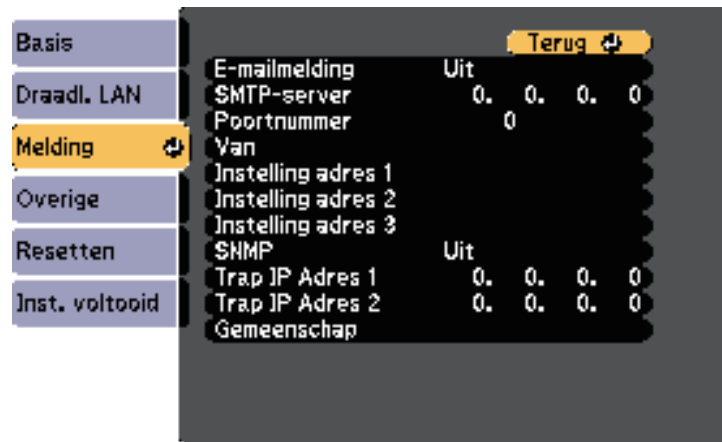 Basis
Draadl. LAN
Melding
Overige
Resetten
Inst. voltooid
Terug
E-mailmelding Uit
SMTP-server 0. 0. 0. 0
Poortnummer 0
Van
Instelling adres 1
Instelling adres 2
Instelling adres 3
SNMP Uit
Trap IP Adres 1 0. 0. 0. 0
Trap IP Adres 2 0. 0. 0. 0
Gemeenschap